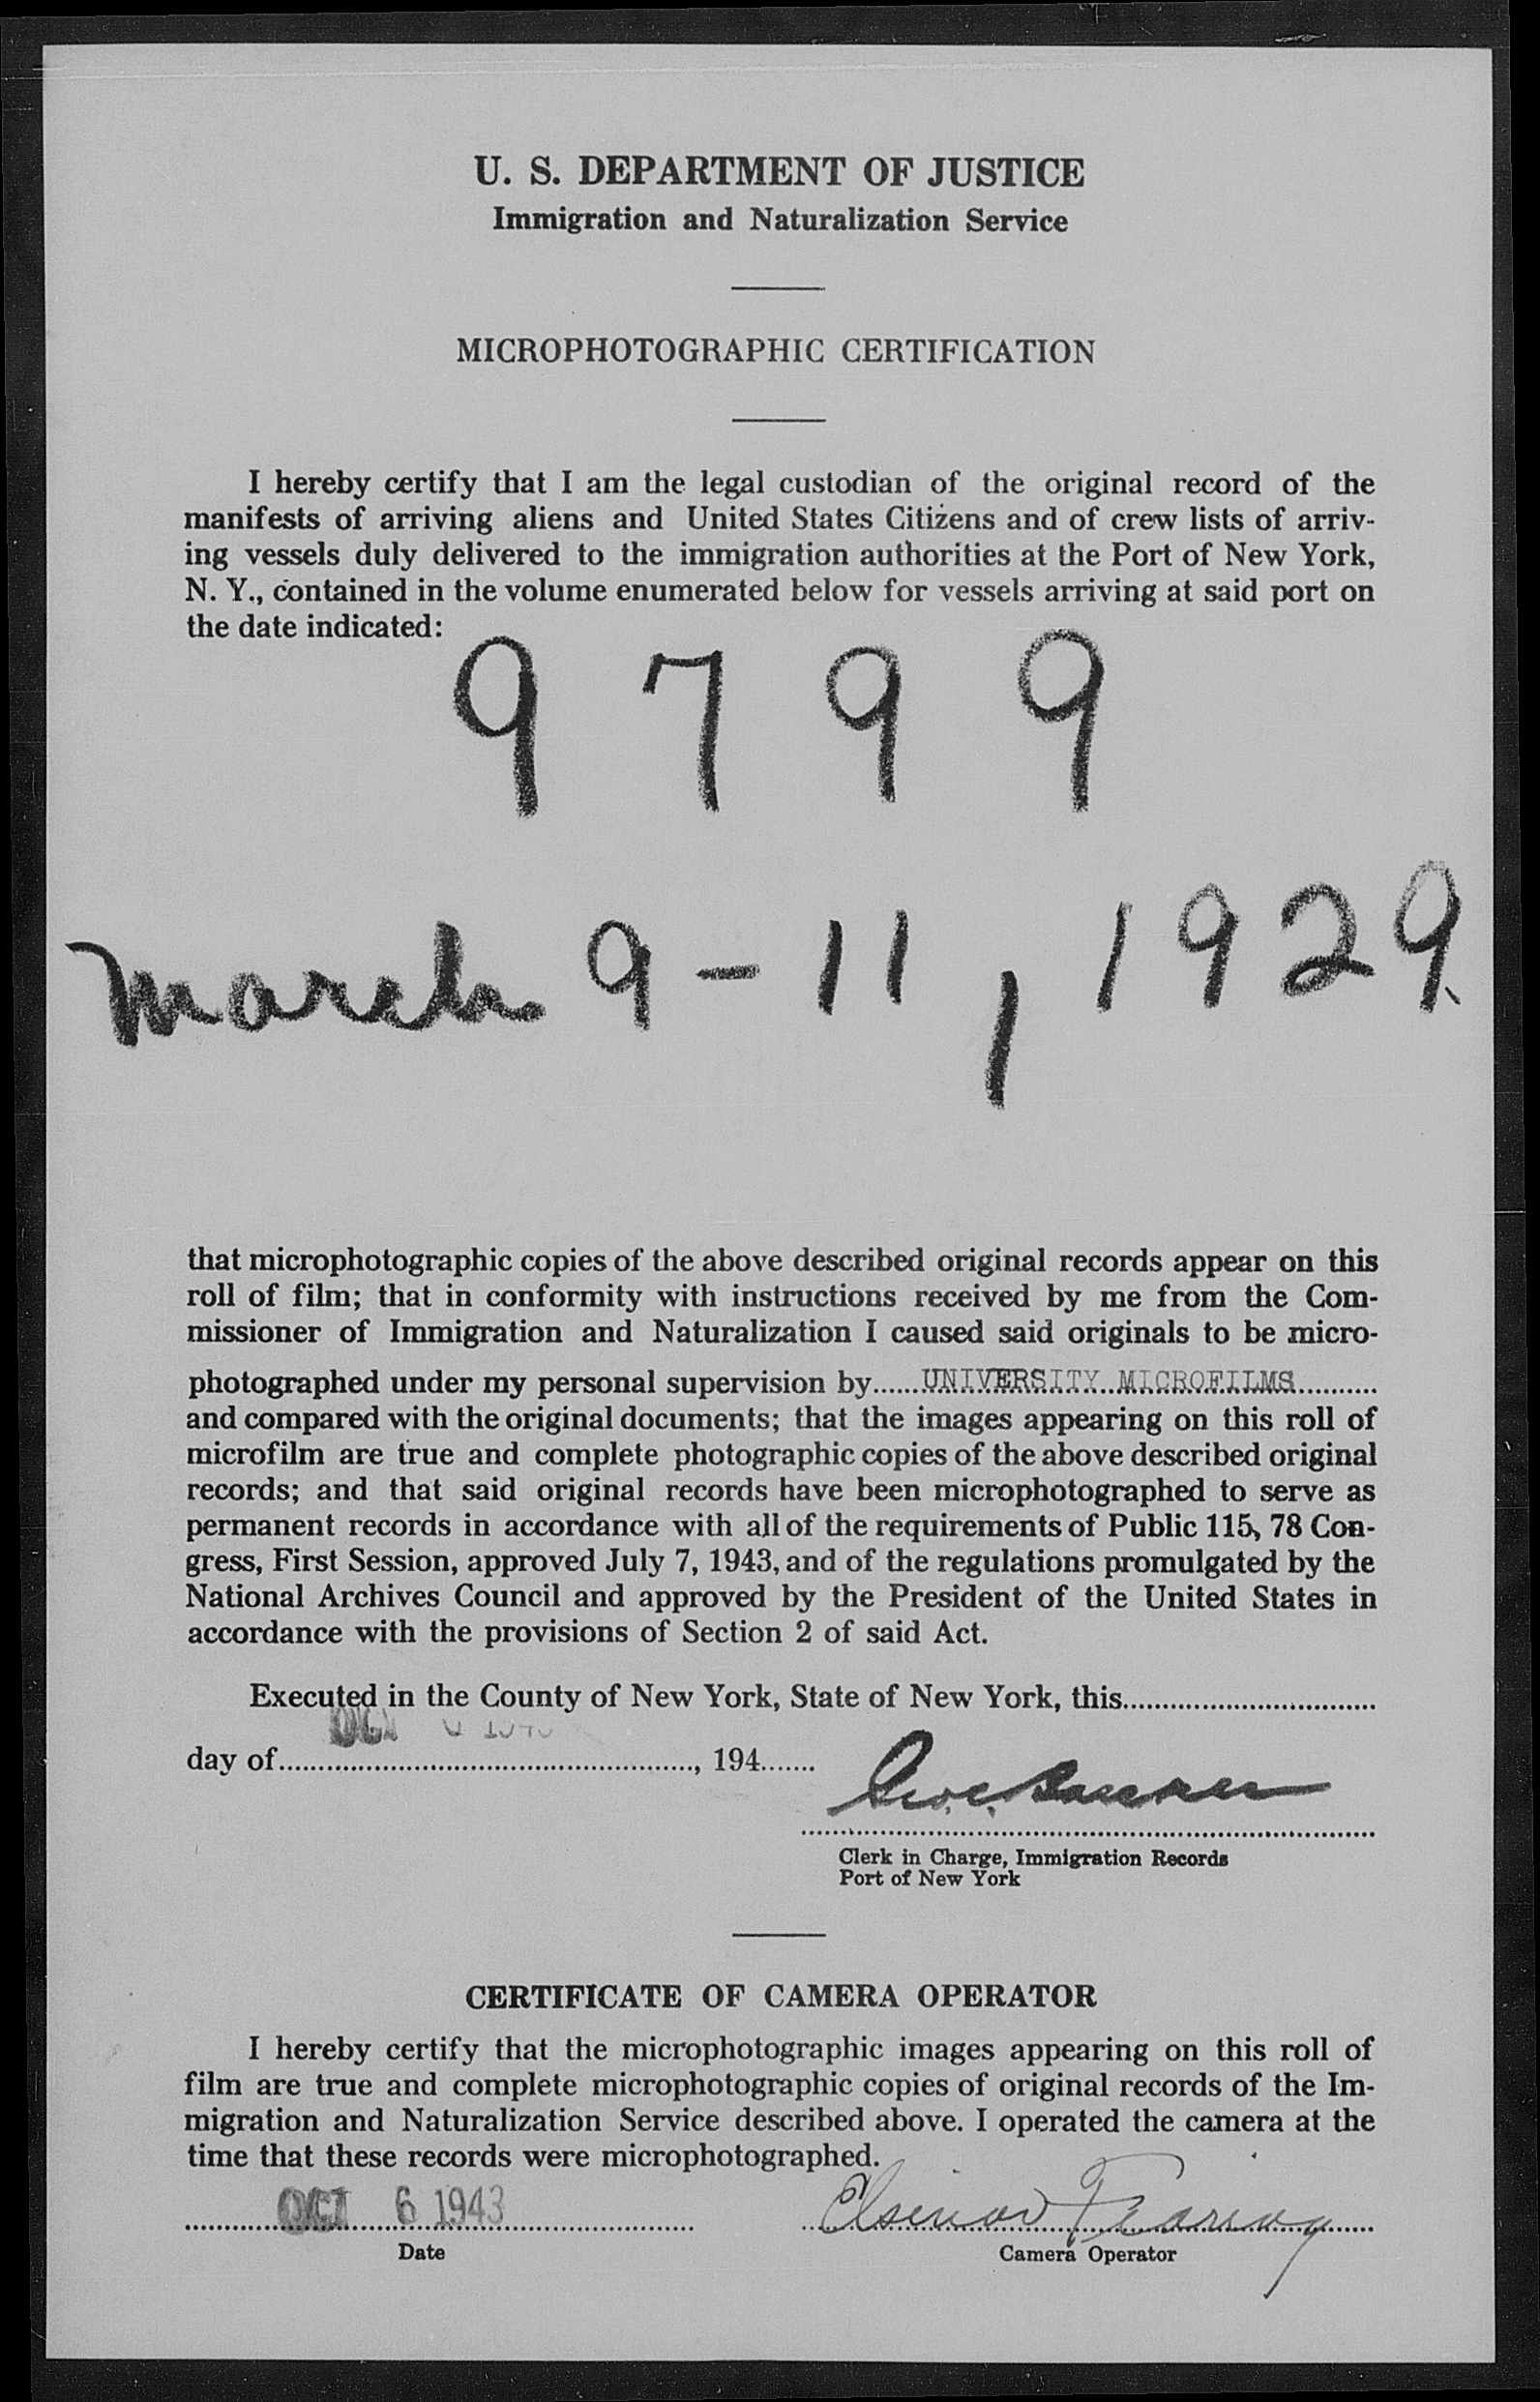 U. S. DEPARTMENT OF JUSTICE
Immigration and Naturalization Service
MICROPHOTOGRAPHIC CERTIFICATION
I hereby certify that I am the legal custodian of the original record of the
manifests of arriving aliens and United States Citizens and of crew lists of arriv-
ing vessels duly delivered to the immigration authorities at the Port of New York,
N. Y., contained in the volume enumerated below for vessels arriving at said port on
the date indicated:
9799
March 9-11, 1929.
that microphotographic copies of the above described original records appear on this
roll of film; that in conformity with instructions received by me from the Com-
missioner of Immigration and Naturalization I caused said originals to be micro-
photographed under my personal supervision by......UNIVERSITY MICROFILMS..........
and compared with the original documents; that the images appearing on this roll of
microfilm are true and complete photographic copies of the above described original
records; and that said original records have been microphotographed to serve as
permanent records in accordance with all of the requirements of Public 115, 78 Con-
gress, First Session, approved July 7, 1943, and of the regulations promulgated by the
National Archives Council and approved by the President of the United States in
accordance with the provisions of Section 2 of said Act.
Executed in the County of New York, State of New York, this
day of , 194
Clerk in Charge, Immigration Records
Port of New York
CERTIFICATE OF CAMERA OPERATOR
I hereby certify that the microphotographic images appearing on this roll of
film are true and complete microphotographic copies of original records of the Im-
migration and Naturalization Service described above. I operated the camera at the
time that these records were microphotographed.
OCT 6 1943
Date
Camera Operator